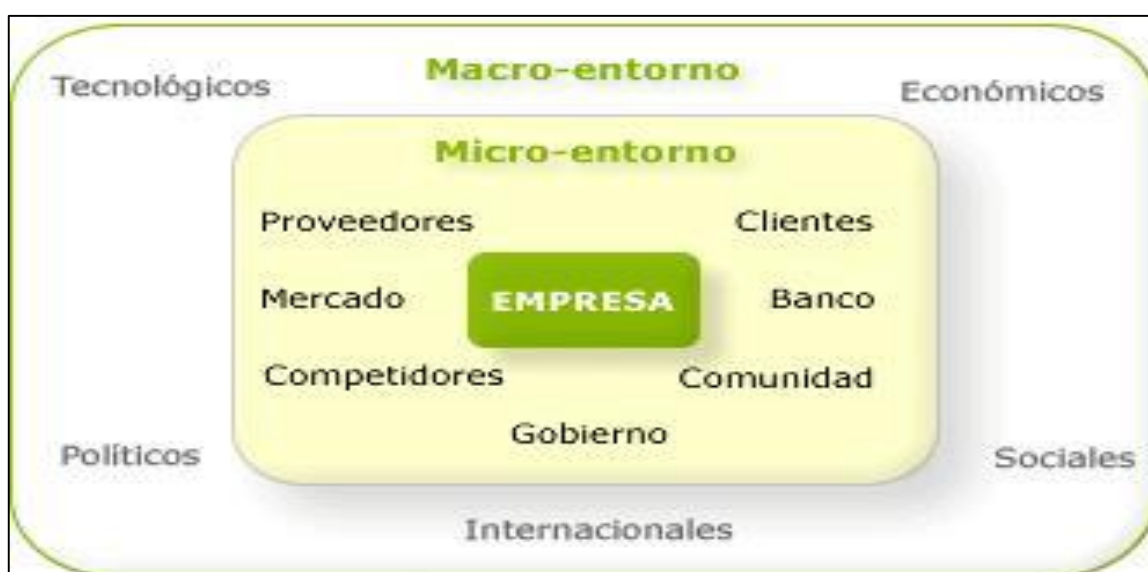 Macro-entorno
Tecnológicos Económicos
Micro-entorno
Proveedores Clientes
Mercado EMPRESA Banco
Competidores Comunidad
Gobierno
Políticos Sociales
Internacionales